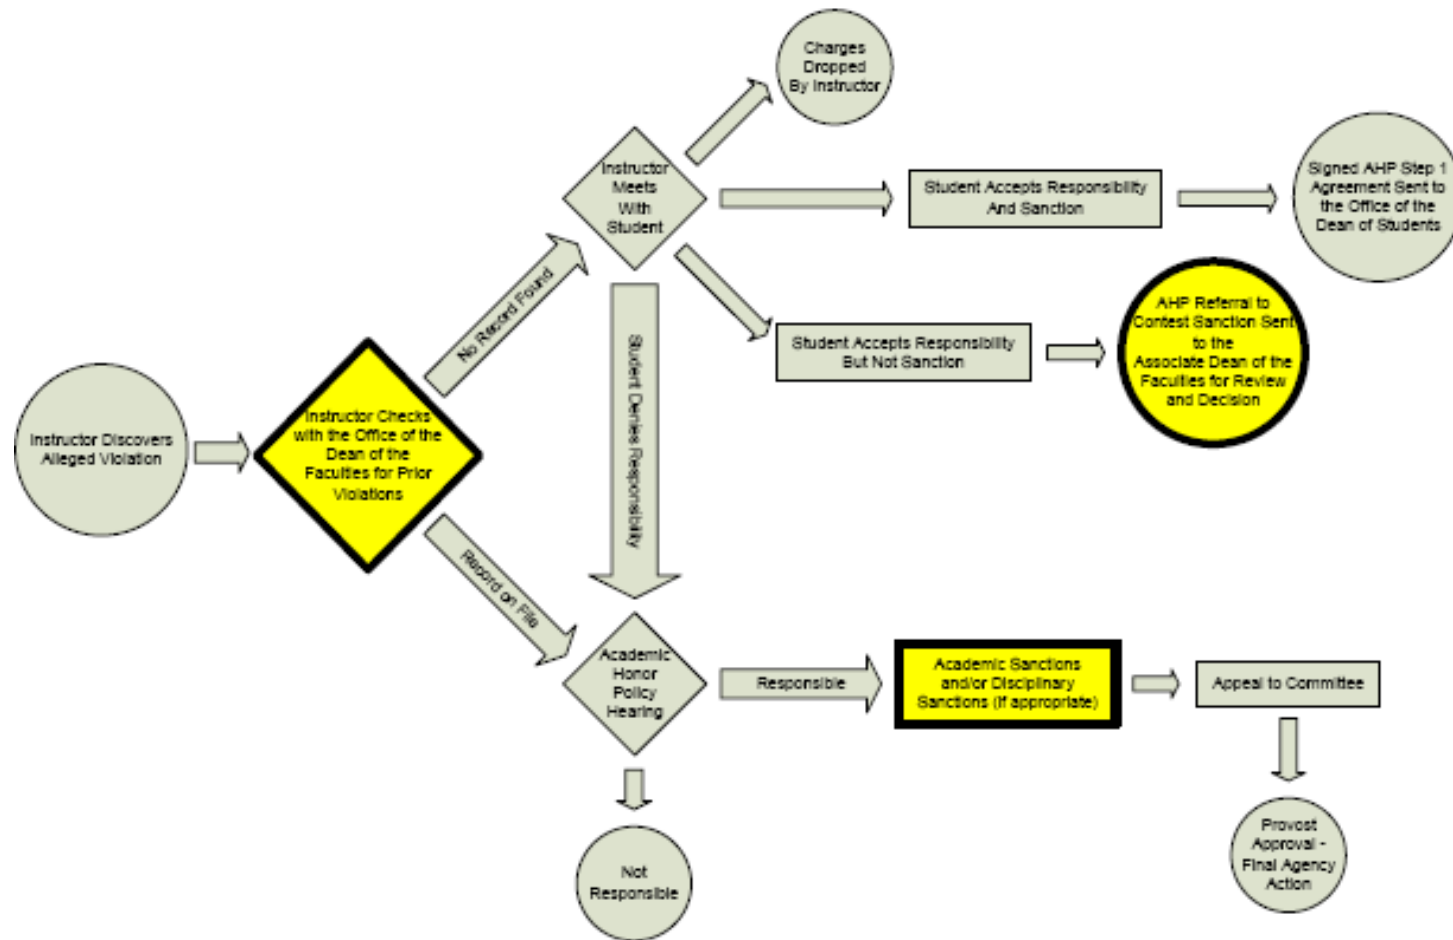 Charges
Dropped
By Instructor
Instructor
Meets
With
Student
Student Accepts Responsibility
And Sanction
Signed AHP Step 1
Agreement Sent to
the Office of the
Dean of Students
No Record Found
Student Accepts Responsibility
But Not Sanction
AHP Referral to
Contest Sanction Sent
to the
Associate Dean of the
Faculties for Review
and Decision
Student Denies Responsibility
Instructor Discovers
Alleged Violation
Instructor Checks
with the Office of the
Dean of the
Faculties for Prior
Violations
Record on File
Academic
Honor
Policy
Hearing
Responsible
Academic Sanctions
and/or Disciplinary
Sanctions (if appropriate)
Appeal to Committee
Not
Responsible
Provost
Approval -
Final Agency
Action